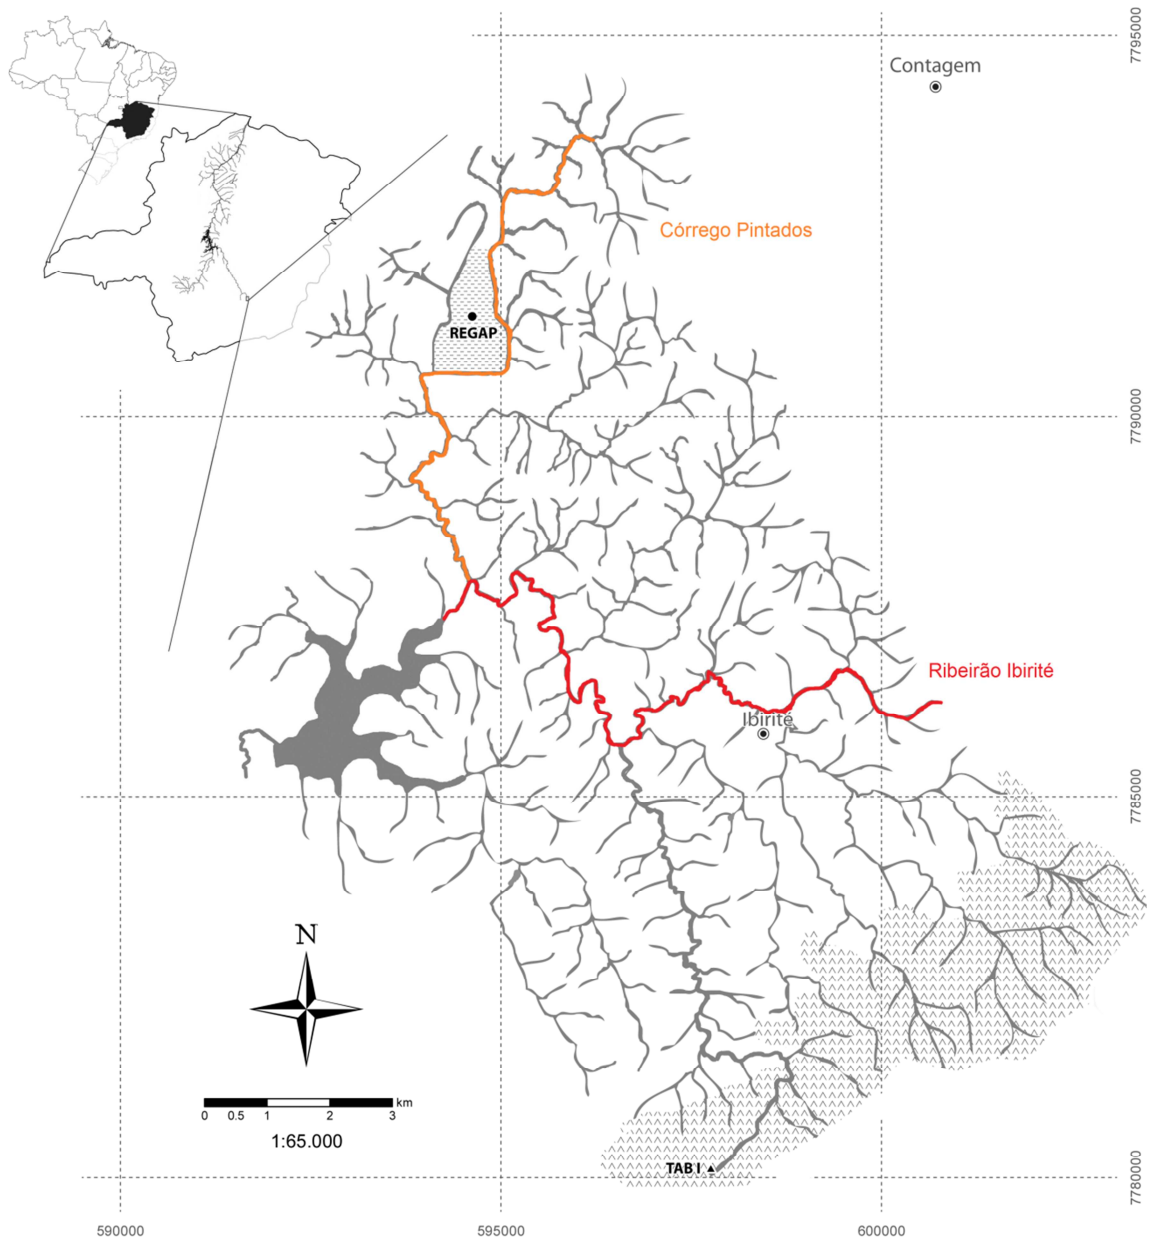 7795000
Contagem
Córrego Pintados
REGAP
7790000
Ribeirão Ibirité
Ibirité
7785000
N
km
0 0.5 1 2 3
1:65.000
TAB I
7780000
590000 595000 600000